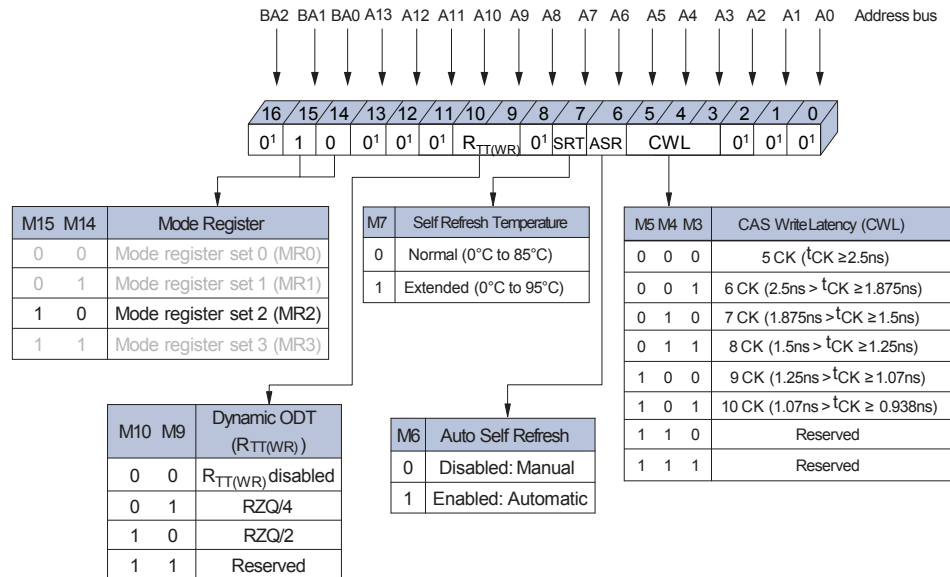 BA2 BA1 BA0 A13 A12 A11 A10 A9 A8 A7 A6 A5 A4 A3 A2 A1 A0 Address bus
16 15 14 13 12 11 10 9 8 7 6 5 4 3 2 1 0
0¹ 1 0 0¹ 0¹ 0¹ RTT(WR) 0¹ SRT ASR CWL 0¹ 0¹ 0¹
M15 M14 Mode Register
0 0 Mode register set 0 (MR0)
0 1 Mode register set 1 (MR1)
1 0 Mode register set 2 (MR2)
1 1 Mode register set 3 (MR3)
M7 Self Refresh Temperature
0 Normal (0°C to 85°C)
1 Extended (0°C to 95°C)
M5 M4 M3 CAS Write Latency (CWL)
0 0 0 5 CK (tCK ≥ 2.5ns)
0 0 1 6 CK (2.5ns > tCK ≥ 1.875ns)
0 1 0 7 CK (1.875ns > tCK ≥ 1.5ns)
0 1 1 8 CK (1.5ns > tCK ≥ 1.25ns)
1 0 0 9 CK (1.25ns > tCK ≥ 1.07ns)
1 0 1 10 CK (1.07ns > tCK ≥ 0.938ns)
1 1 0 Reserved
1 1 1 Reserved
M10 M9 Dynamic ODT
(RTT(WR) )
0 0 RTT(WR) disabled
0 1 RZQ/4
1 0 RZQ/2
1 1 Reserved
M6 Auto Self Refresh
0 Disabled: Manual
1 Enabled: Automatic